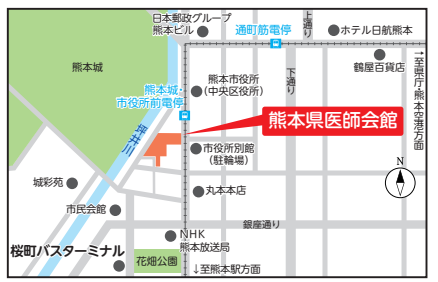 日本郵政グループ
熊本ビル
通町筋電停
上通り
ホテル日航熊本
鶴屋百貨店
→至県庁・熊本空港方面
熊本城
熊本市役所
(中央区役所)
下通り
熊本城・
市役所前電停
熊本県医師会館
坪井川
市役所別館
(駐輪場)
N
城彩苑
丸本本店
市民会館
銀座通り
NHK
熊本放送局
桜町バスターミナル
花畑公園
↓至熊本駅方面